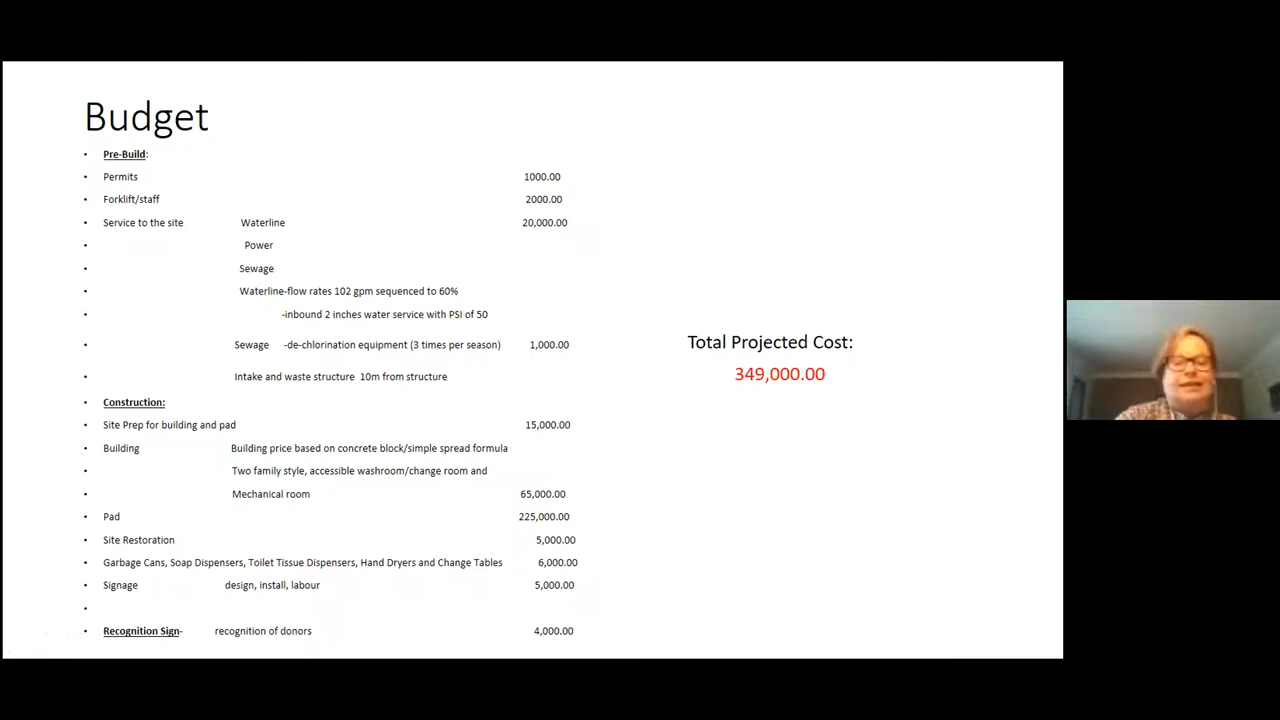 Budget
• Pre-Build:
• Permits 1000.00
• Forklift/staff 2000.00
• Service to the site Waterline 20,000.00
• Power
• Sewage
• Waterline-flow rates 102 gpm sequenced to 60%
• -inbound 2 inches water service with PSI of 50
• Sewage -de-chlorination equipment (3 times per season) 1,000.00
• Intake and waste structure 10m from structure
• Construction:
• Site Prep for building and pad 15,000.00
• Building Building price based on concrete block/simple spread formula
• Two family style, accessible washroom/change room and
• Mechanical room 65,000.00
• Pad 225,000.00
• Site Restoration 5,000.00
• Garbage Cans, Soap Dispensers, Toilet Tissue Dispensers, Hand Dryers and Change Tables 6,000.00
• Signage design, install, labour 5,000.00
•
• Recognition Sign- recognition of donors 4,000.00
Total Projected Cost:
349,000.00